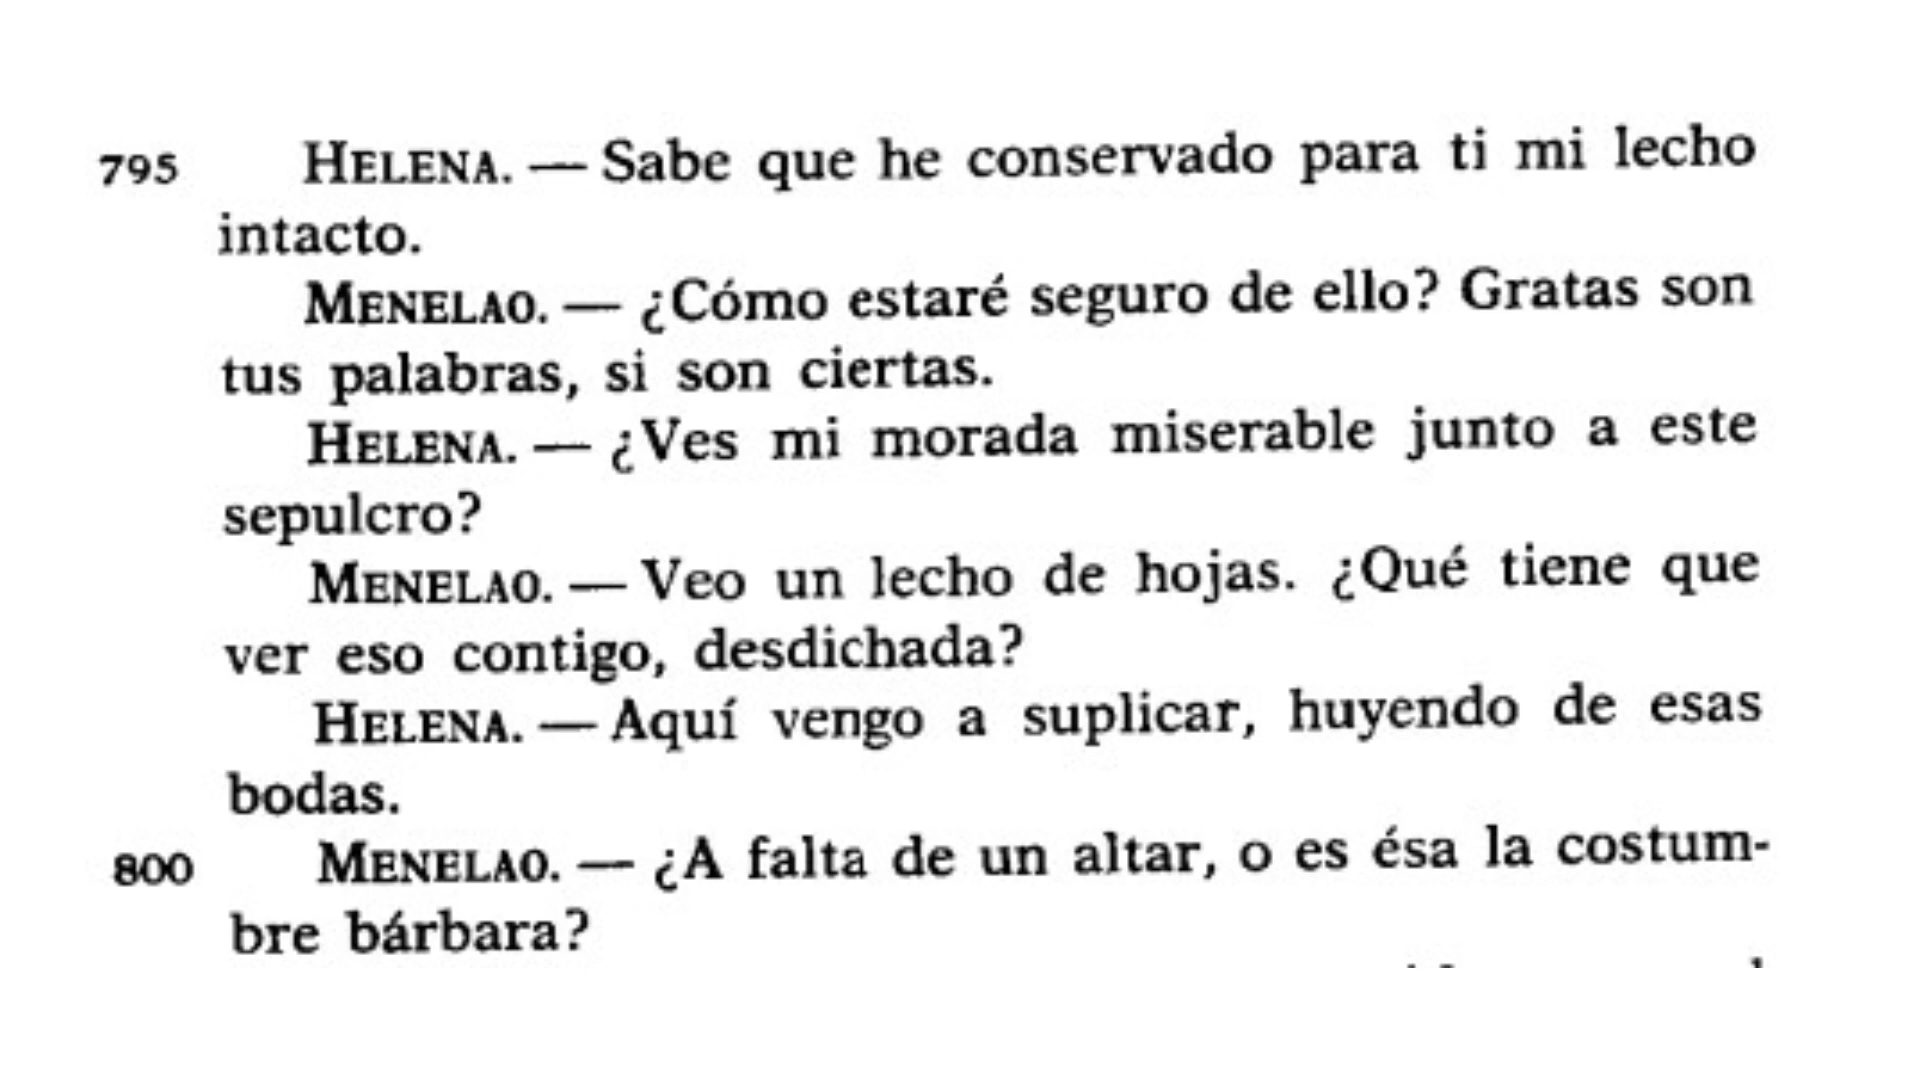 795 HELENA. — Sabe que he conservado para ti mi lecho
intacto.
MENELAO. — ¿Cómo estaré seguro de ello? Gratas son
tus palabras, si son ciertas.
HELENA. — ¿Ves mi morada miserable junto a este
sepulcro?
MENELAO. — Veo un lecho de hojas. ¿Qué tiene que
ver eso contigo, desdichada?
HELENA. — Aquí vengo a suplicar, huyendo de esas
bodas.
800 MENELAO. — ¿A falta de un altar, o es ésa la costum-
bre bárbara?